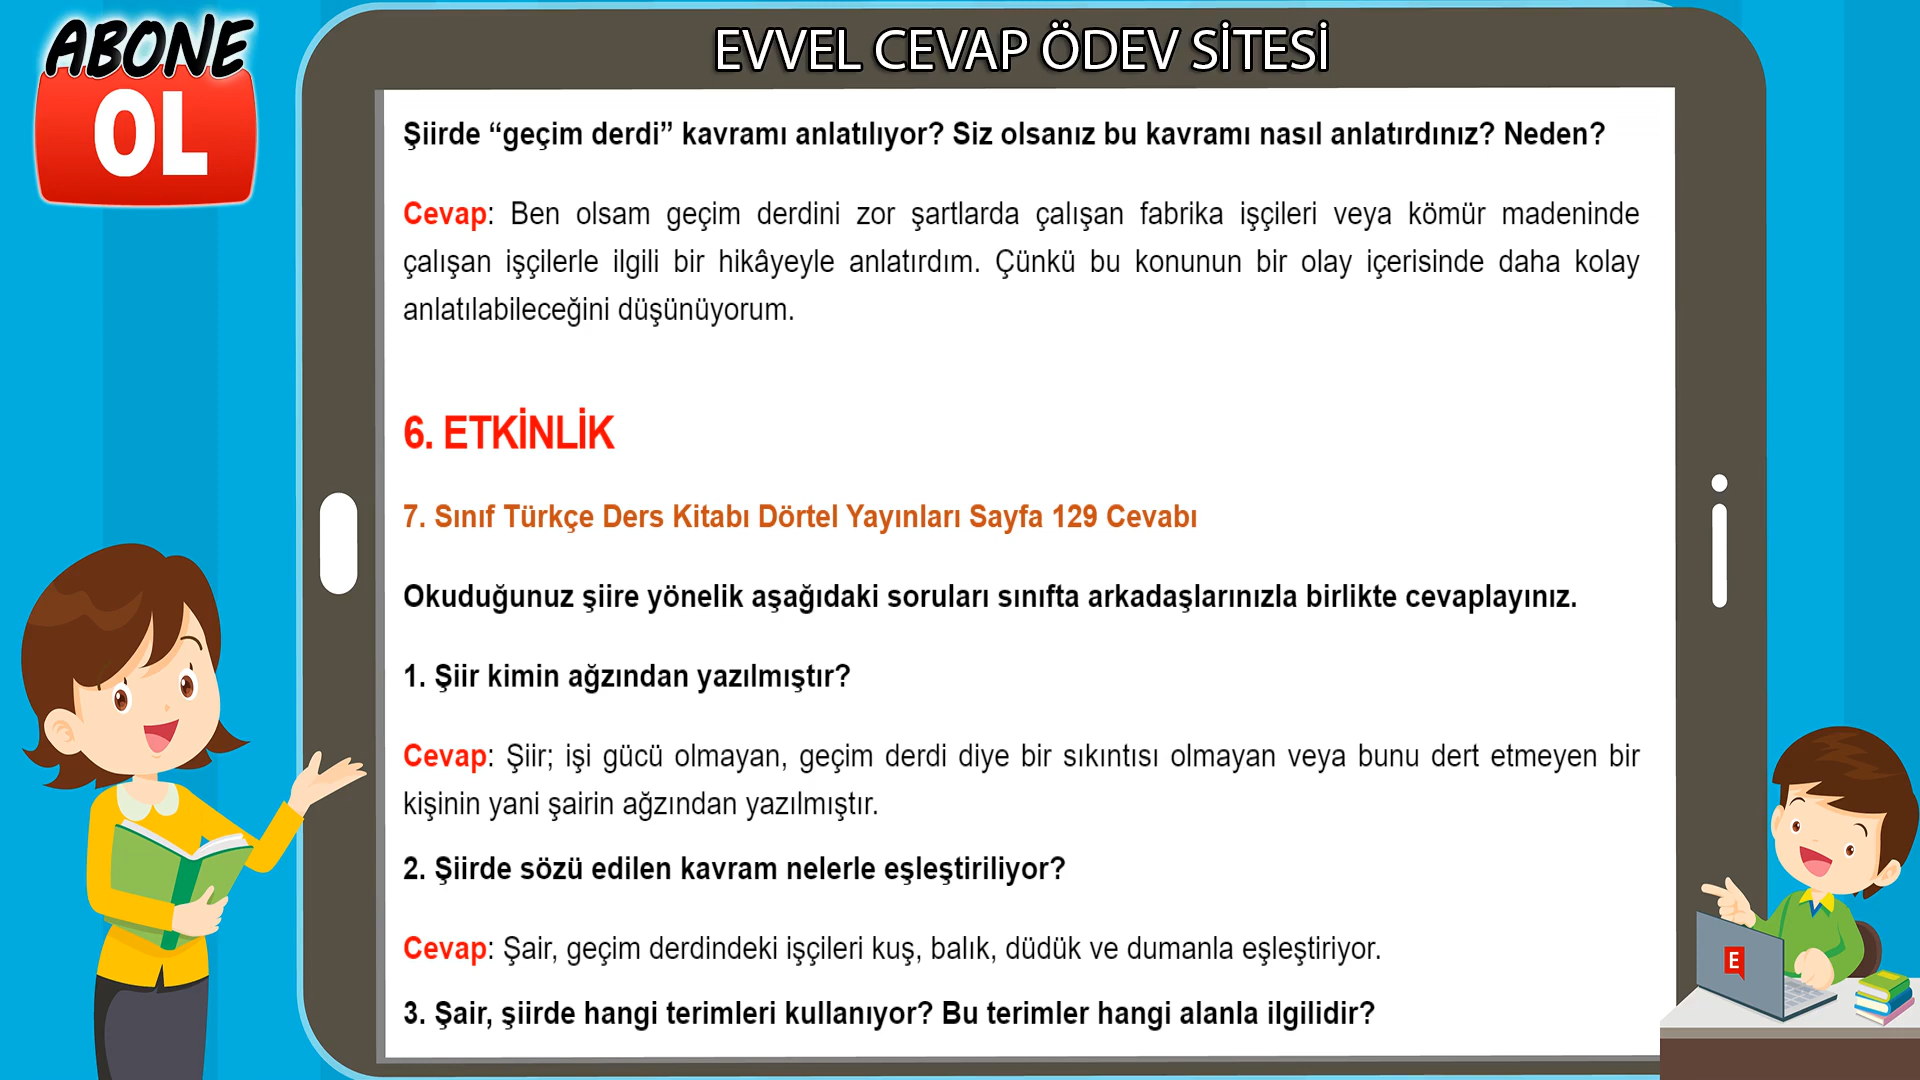 ABONE
OL
EVVEL CEVAP ÖDEV SİTESİ
Şiirde “geçim derdi” kavramı anlatılıyor? Siz olsanız bu kavramı nasıl anlatırdınız? Neden?
Cevap: Ben olsam geçim derdini zor şartlarda çalışan fabrika işçileri veya kömür madeninde
çalışan işçilerle ilgili bir hikâyeyle anlatırdım. Çünkü bu konunun bir olay içerisinde daha kolay
anlatılabileceğini düşünüyorum.
6. ETKİNLİK
7. Sınıf Türkçe Ders Kitabı Dörtel Yayınları Sayfa 129 Cevabı
Okuduğunuz şiire yönelik aşağıdaki soruları sınıfta arkadaşlarınızla birlikte cevaplayınız.
1. Şiir kimin ağzından yazılmıştır?
Cevap: Şiir; işi gücü olmayan, geçim derdi diye bir sıkıntısı olmayan veya bunu dert etmeyen bir
kişinin yani şairin ağzından yazılmıştır.
2. Şiirde sözü edilen kavram nelerle eşleştiriliyor?
Cevap: Şair, geçim derdindeki işçileri kuş, balık, düdük ve dumanla eşleştiriyor.
3. Şair, şiirde hangi terimleri kullanıyor? Bu terimler hangi alanla ilgilidir?
E